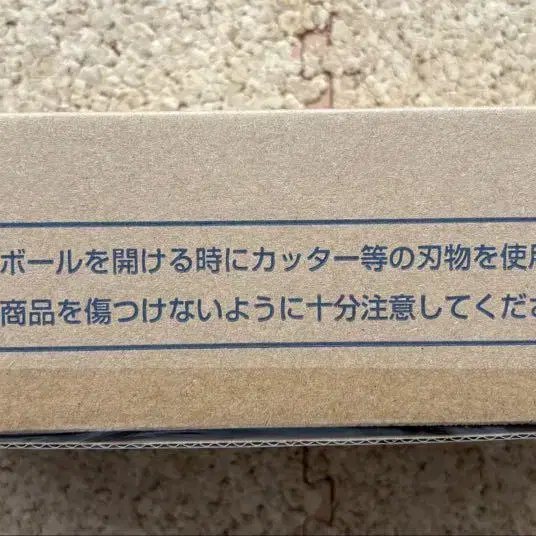 ボールを開ける時にカッター等の刃物を使用
商品を傷つけないように十分注意してくださ